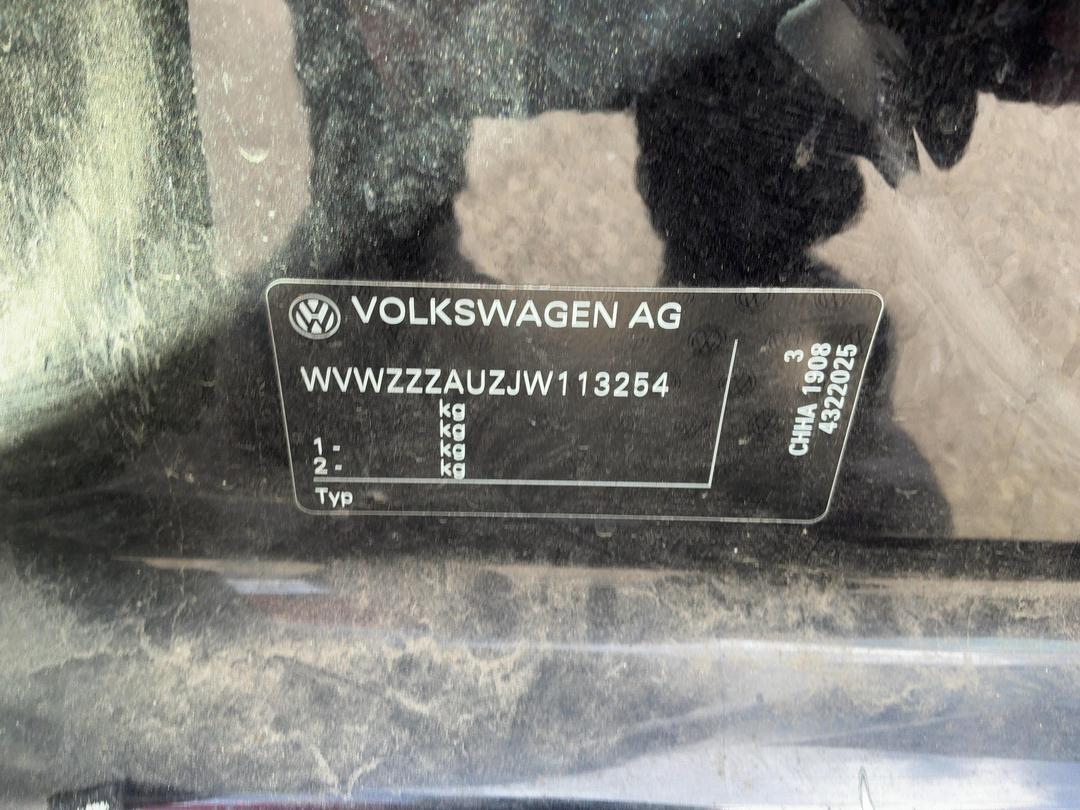 VOLKSWAGEN AG
WVWZZZAUZJW113254
kg
kg
1 - kg
2 - kg
Typ
3
CHHA 1908
4322025